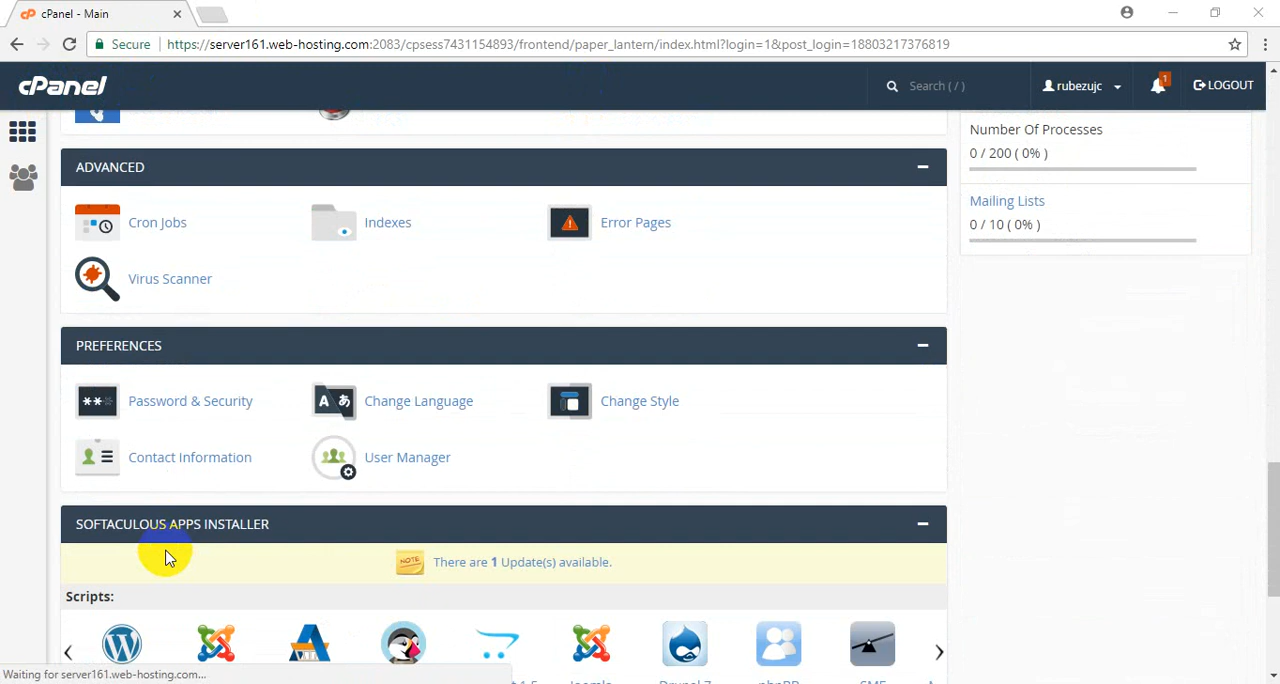 cPanel - Main
Secure
https://server161.web-hosting.com:2083/cpsess7431154893/frontend/paper_lantern/index.html?login=1&post_login=18803217376819
cPanel
Search ( / )
rubezujc
1
LOGOUT
Number Of Processes
0 / 200 ( 0% )
Mailing Lists
0 / 10 ( 0% )
ADVANCED
Cron Jobs
Indexes
Error Pages
Virus Scanner
PREFERENCES
Password & Security
Change Language
Change Style
Contact Information
User Manager
SOFTACULOUS APPS INSTALLER
NOTE
There are 1 Update(s) available.
Scripts:
Waiting for server161.web-hosting.com...